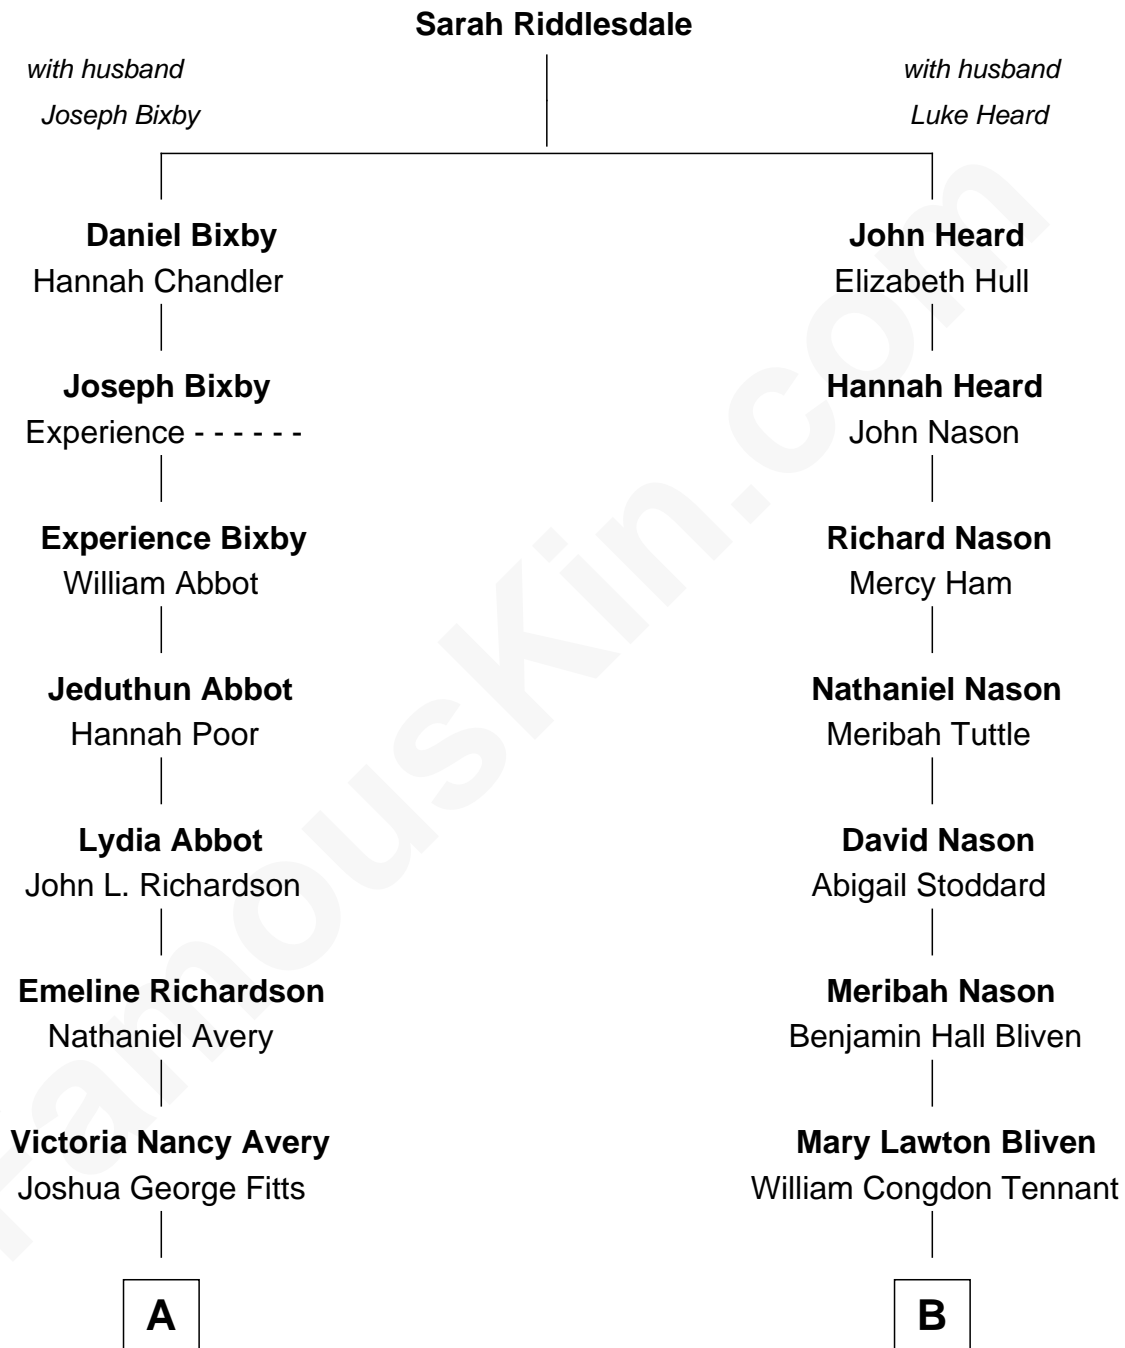 Sarah Riddlesdale
with husband
Joseph Bixby
with husband
Luke Heard
Daniel Bixby
Hannah Chandler
Joseph Bixby
Experience - - - - - -
Experience Bixby
William Abbot
Jeduthun Abbot
Hannah Poor
Lydia Abbot
John L. Richardson
Emeline Richardson
Nathaniel Avery
Victoria Nancy Avery
Joshua George Fitts
A
John Heard
Elizabeth Hull
Hannah Heard
John Nason
Richard Nason
Mercy Ham
Nathaniel Nason
Meribah Tuttle
David Nason
Abigail Stoddard
Meribah Nason
Benjamin Hall Bliven
Mary Lawton Bliven
William Congdon Tennant
B
FamousKin.com